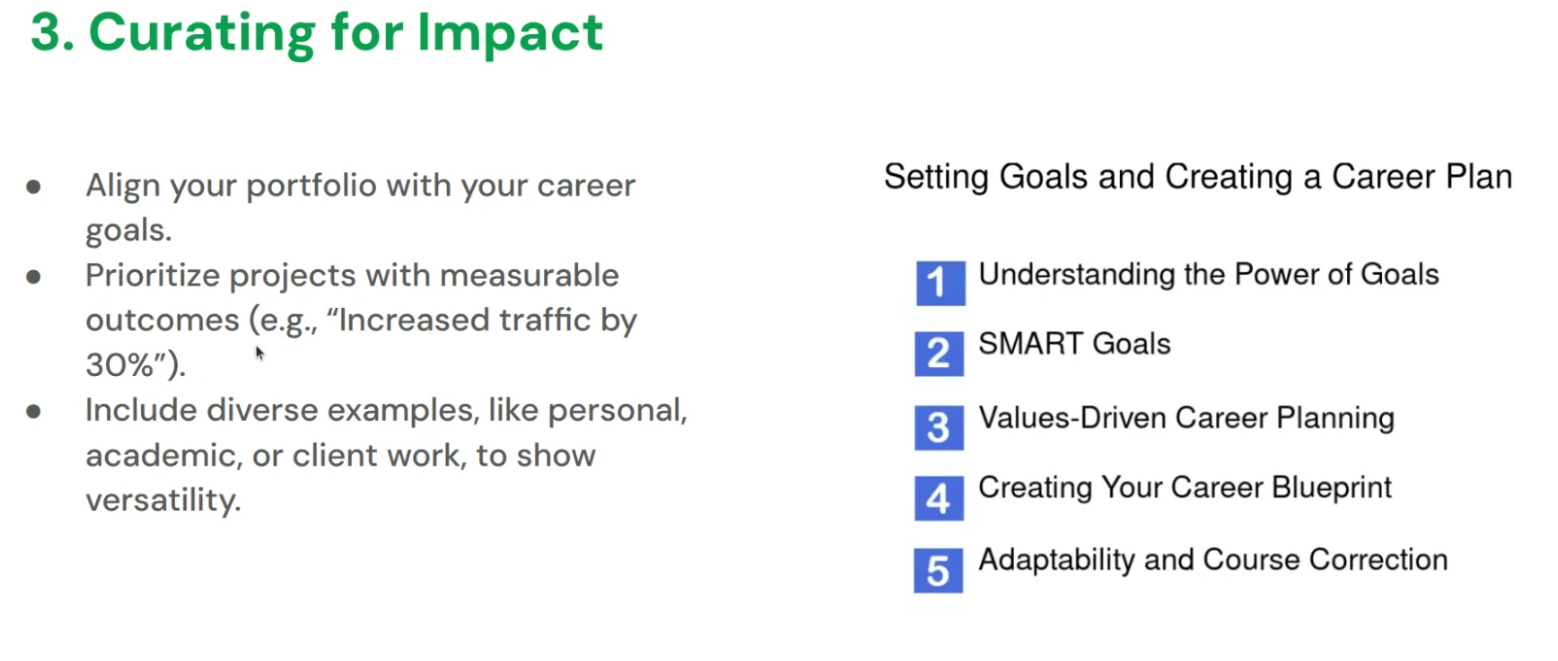 3. Curating for Impact
● Align your portfolio with your career
goals.
● Prioritize projects with measurable
outcomes (e.g., “Increased traffic by
30%”).
● Include diverse examples, like personal,
academic, or client work, to show
versatility.
Setting Goals and Creating a Career Plan
1 Understanding the Power of Goals
2 SMART Goals
3 Values-Driven Career Planning
4 Creating Your Career Blueprint
5 Adaptability and Course Correction